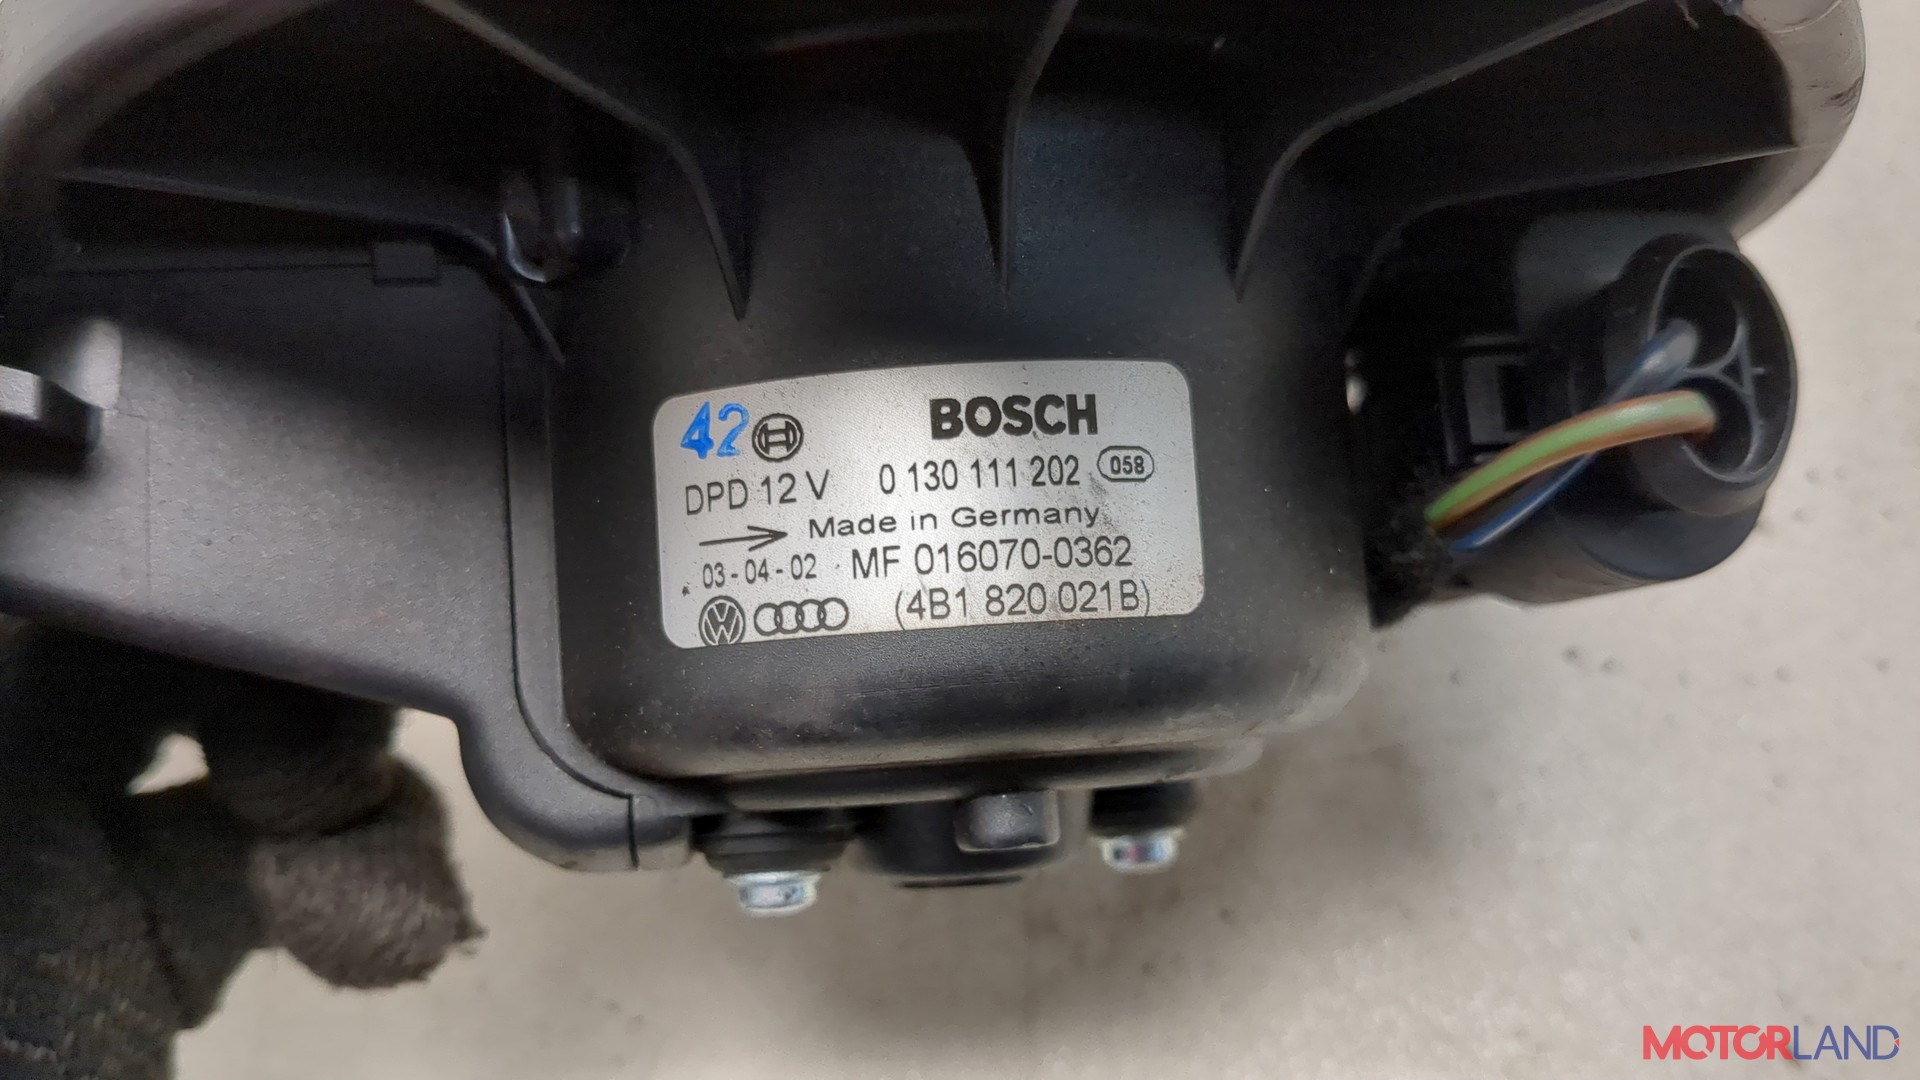 42 BOSCH
DPD 12 V 0 130 111 202 058
Made in Germany
03-04-02 MF 016070-0362
VW (4B1 820 021B)
MOTORLAND